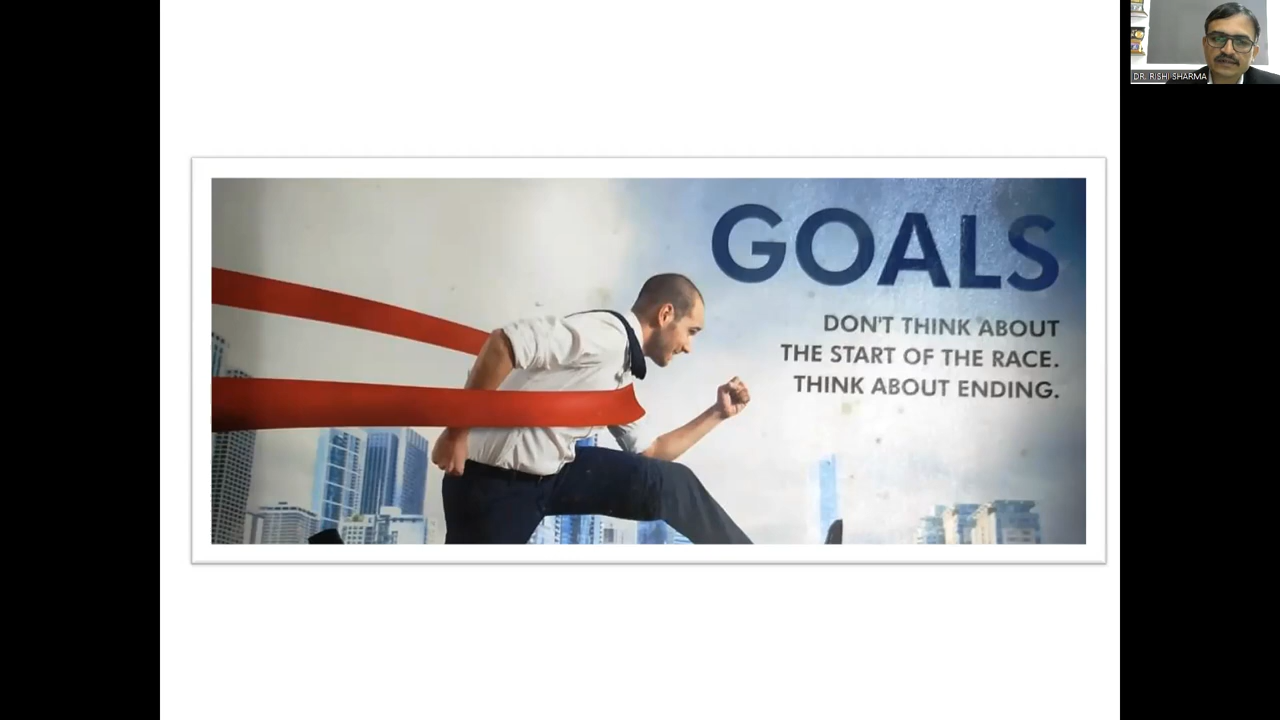 DR. RISHI SHARMA
GOALS
DON'T THINK ABOUT
THE START OF THE RACE.
THINK ABOUT ENDING.